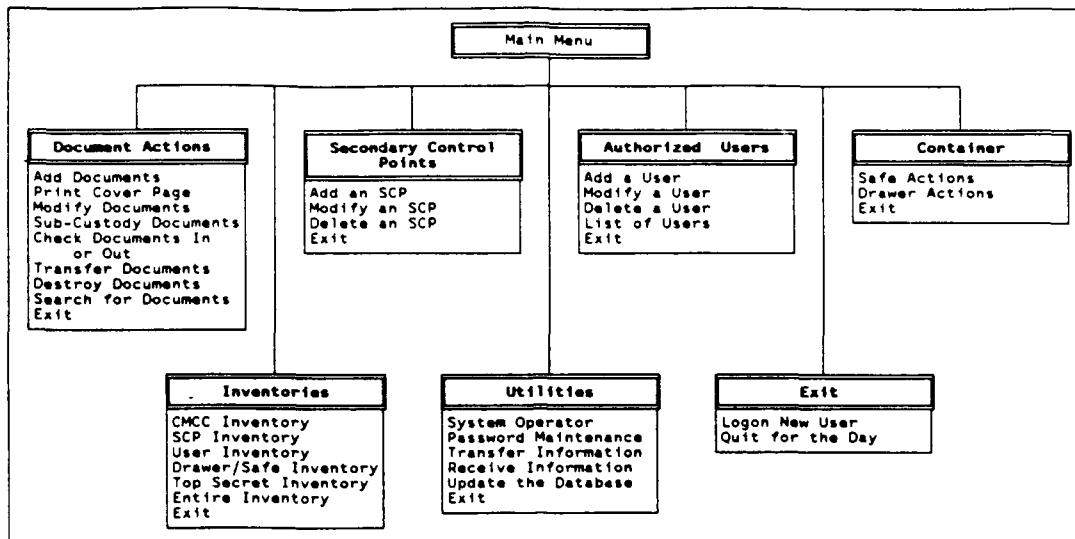 Main Menu
Document Actions
Add Documents
Print Cover Page
Modify Documents
Sub-Custody Documents
Check Documents In
or Out
Transfer Documents
Destroy Documents
Search for Documents
Exit
Secondary Control
Points
Add an SCP
Modify an SCP
Delete an SCP
Exit
Authorized Users
Add a User
Modify a User
Delete a User
List of Users
Exit
Container
Safe Actions
Drawer Actions
Exit
Inventories
CMCC Inventory
SCP Inventory
User Inventory
Drawer/Safe Inventory
Top Secret Inventory
Entire Inventory
Exit
Utilities
System Operator
Password Maintenance
Transfer Information
Receive Information
Update the Database
Exit
Exit
Logon New User
Quit for the Day